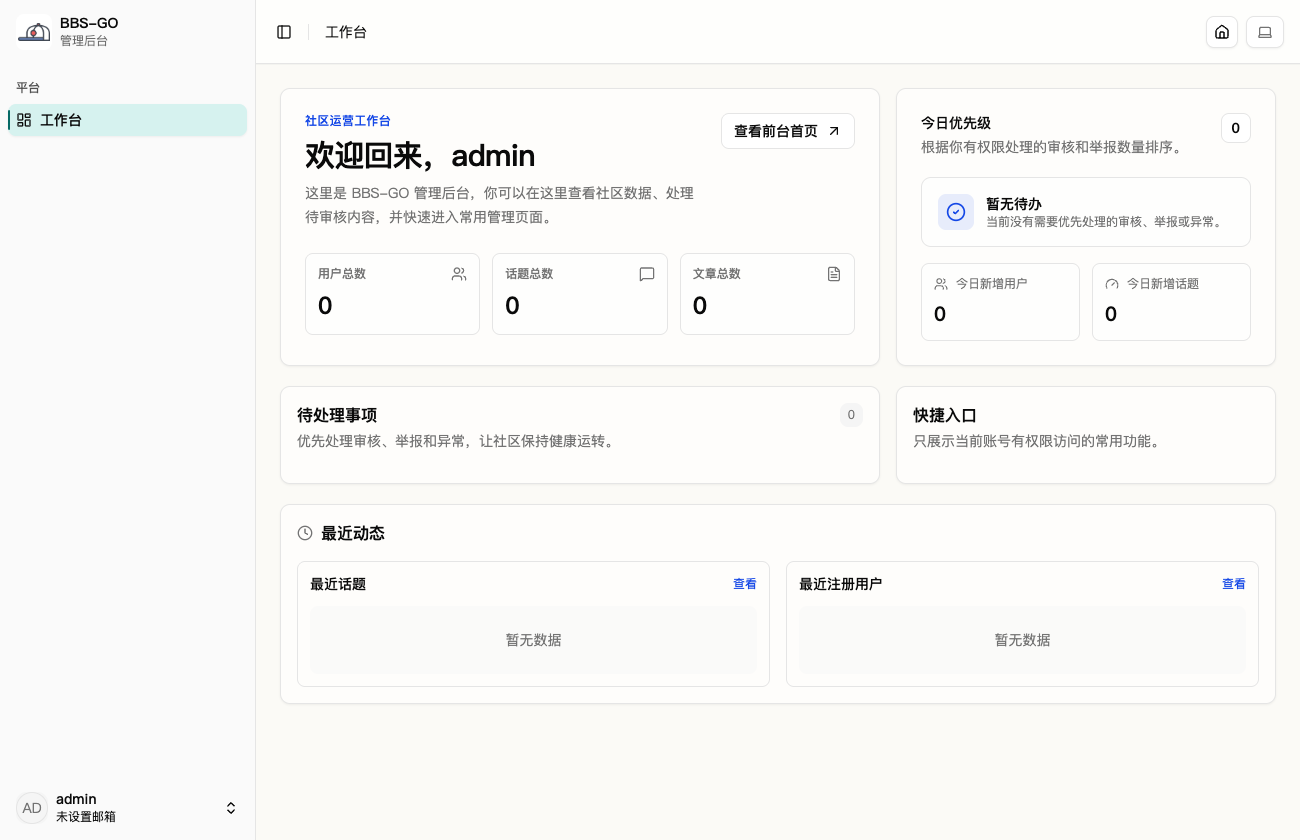 BBS-GO
管理后台
平台
工作台
AD
admin
未设置邮箱
工作台
社区运营工作台
欢迎回来，admin
这里是 BBS-GO 管理后台，你可以在这里查看社区数据、处理
待审核内容，并快速进入常用管理页面。
查看前台首页
用户总数
0
话题总数
0
文章总数
0
今日优先级
0
根据你有权限处理的审核和举报数量排序。
暂无待办
当前没有需要优先处理的审核、举报或异常。
今日新增用户
0
今日新增话题
0
待处理事项
0
优先处理审核、举报和异常，让社区保持健康运转。
快捷入口
只展示当前账号有权限访问的常用功能。
最近动态
最近话题
查看
暂无数据
最近注册用户
查看
暂无数据